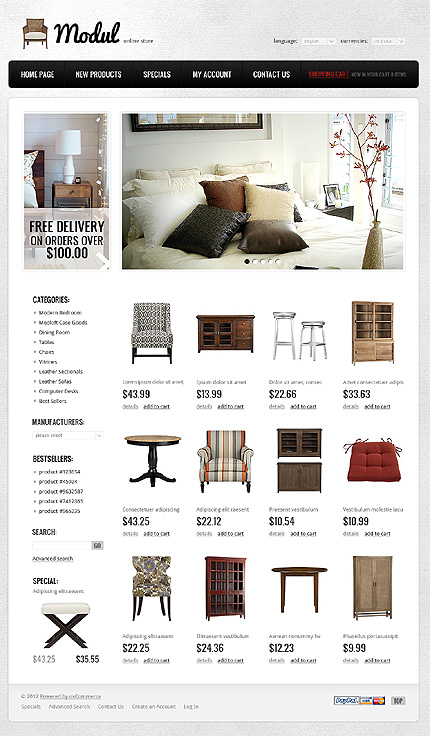 Modul online store
language: English currencies: US Dollar
HOME PAGE NEW PRODUCTS SPECIALS MY ACCOUNT CONTACT US SHOPPING CART: NOW IN YOUR CART 0 ITEMS
FREE DELIVERY
ON ORDERS OVER
$100.00
CATEGORIES:
Modern Bedroom
Modloft Case Goods
Dining Room
Tables
Chairs
Vitrines
Leather Sectionals
Leather Sofas
Computer Desks
Best Sellers
MANUFACTURERS:
please select
BESTSELLERS:
product #123654
product #45924
product #9632587
product #7412365
product #965235
SEARCH:
GO
Advanced search
SPECIAL:
Adipiscing elitraesent
$43.25 $35.55
Lorem ipsum dolor sit amet,
$43.99
details add to cart
Ipsum dolor sit amet
$13.99
details add to cart
Dolor sit amet, consec
$22.66
details add to cart
Amet consectetuer adipis
$33.63
details add to cart
Consectetuer adipiscing
$43.25
details add to cart
Adipiscing elit raesent
$22.12
details add to cart
Praesent vestibulum
$10.54
details add to cart
Vestibulum molestie lacu
$10.99
details add to cart
Adipiscing elitraesent
$22.25
details add to cart
Elitraesent vestibulum
$24.36
details add to cart
Aenean nonummy he
$12.23
details add to cart
Phasellus portasuscipit
$9.99
details add to cart
© 2012 Powered by osCommerce
Specials Advanced Search Contact Us Create an Account Log In
PayPal VISA
TOP